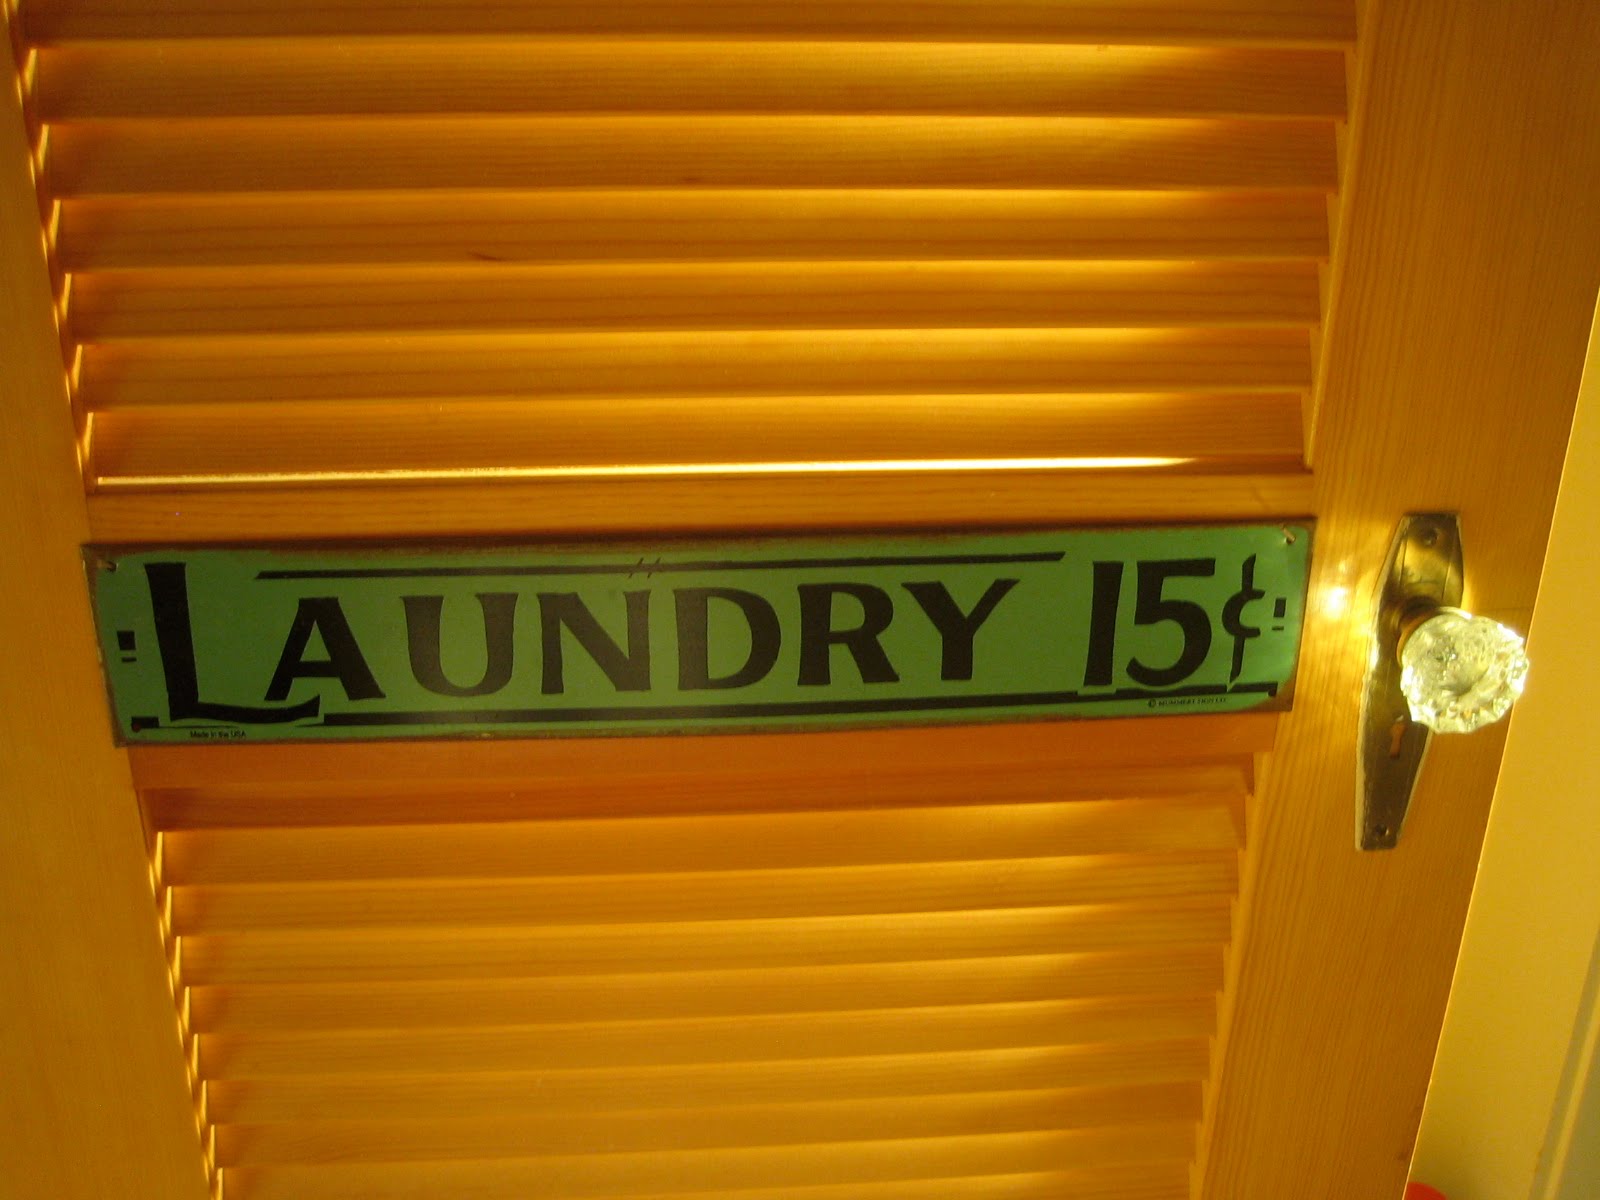 LAUNDRY 15¢
Made in the USA
©